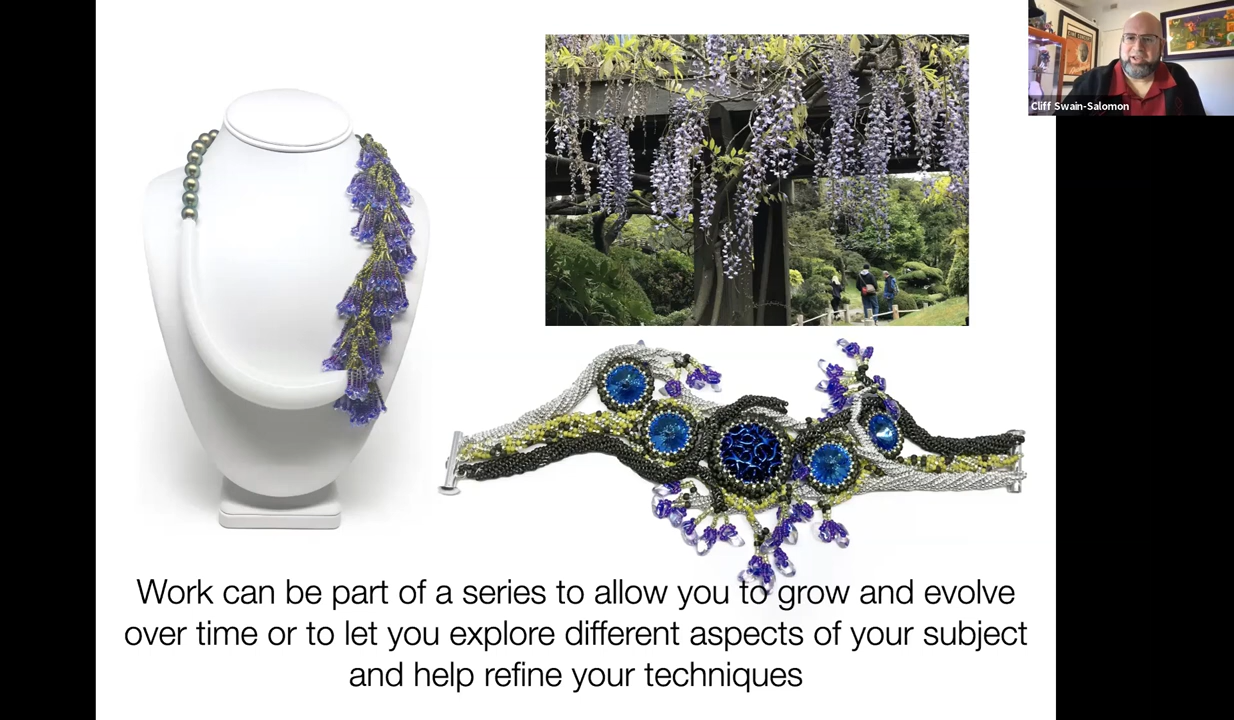 Cliff Swain-Salomon
Work can be part of a series to allow you to grow and evolve
over time or to let you explore different aspects of your subject
and help refine your techniques